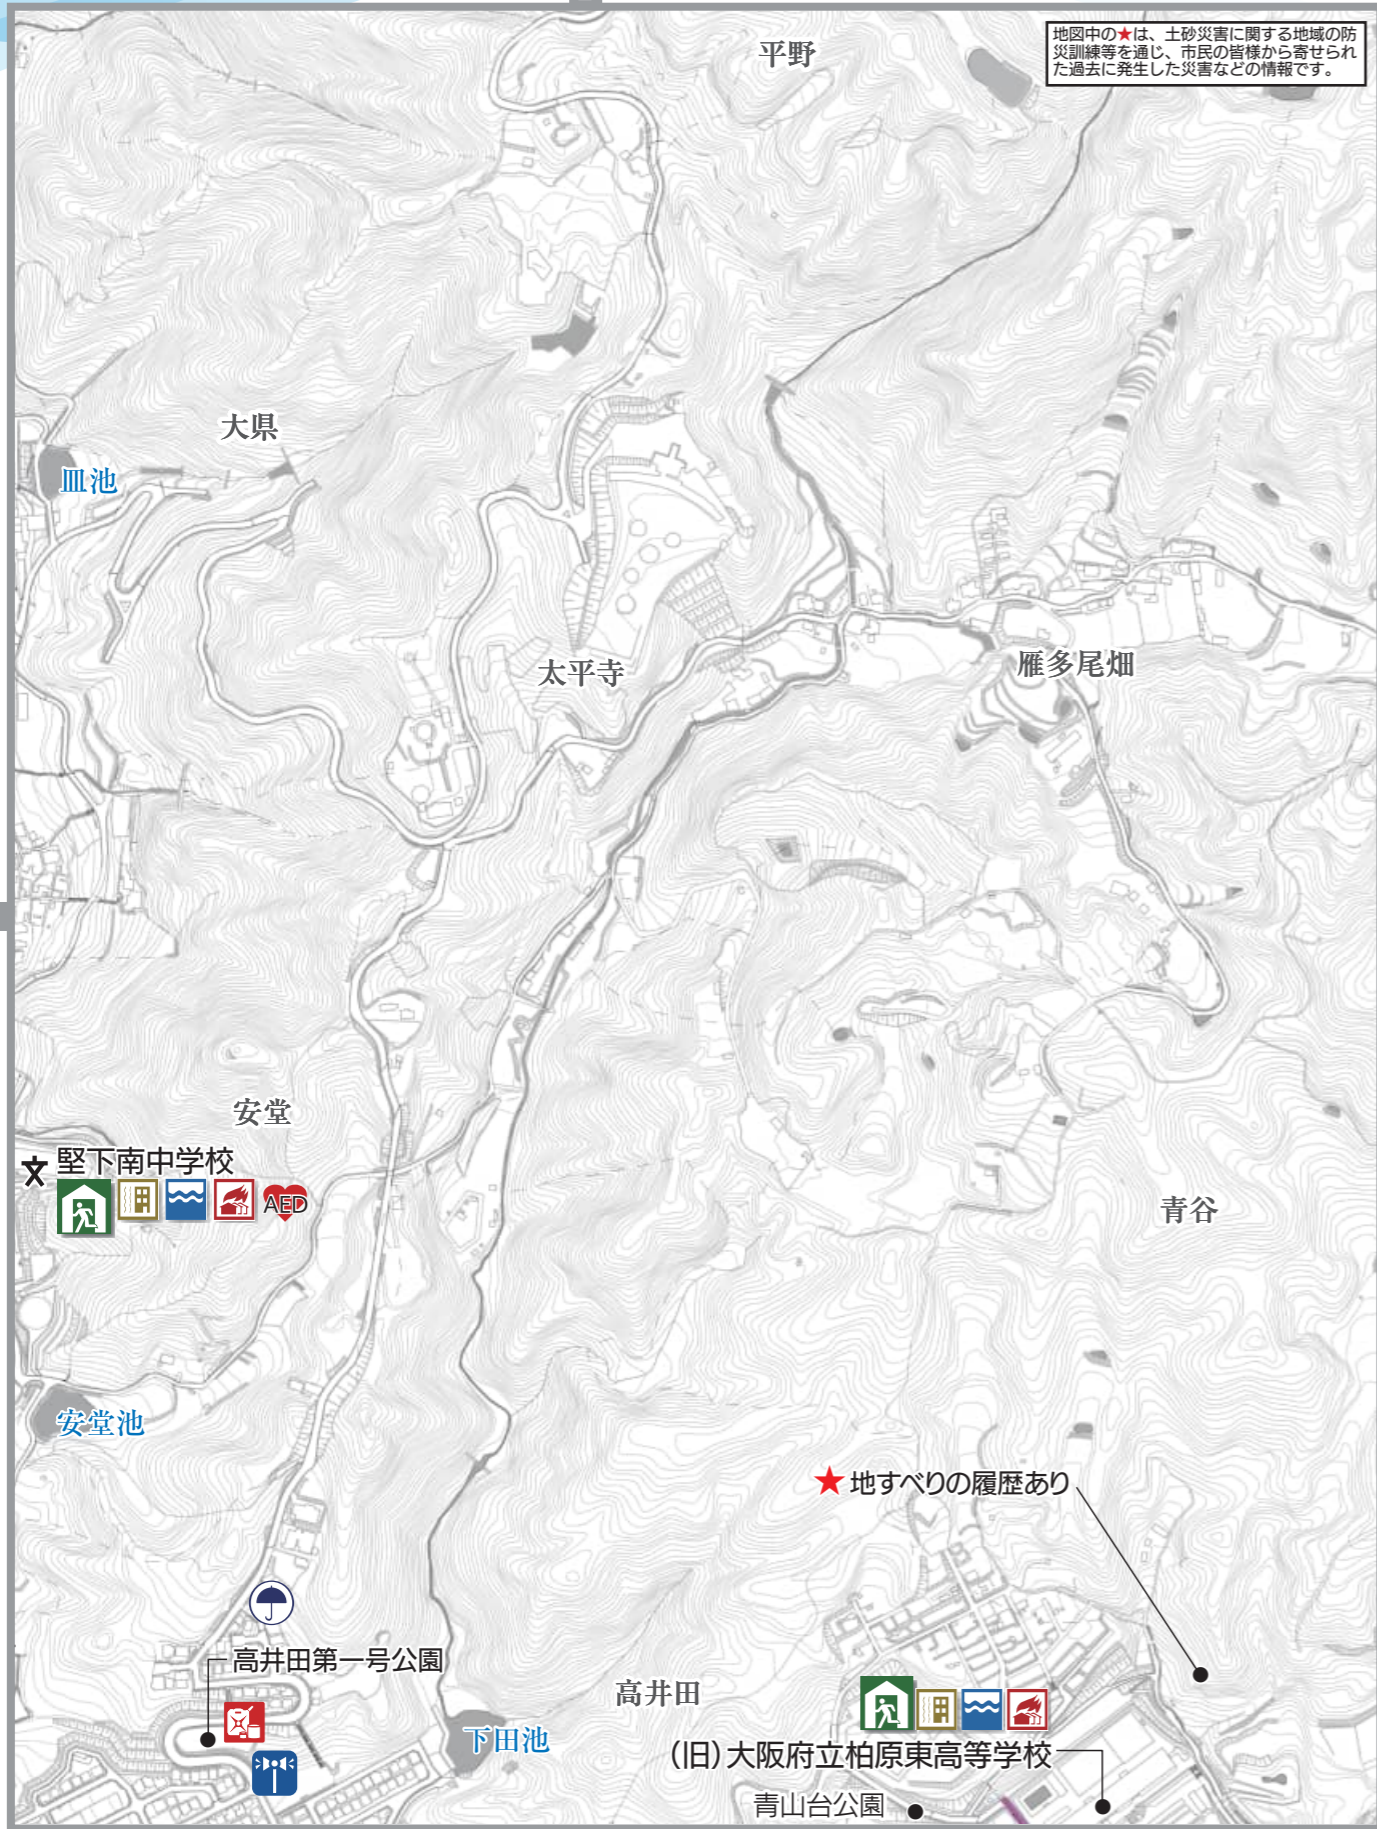 平野
地図中の★は、土砂災害に関する地域の防
災訓練等を通じ、市民の皆様から寄せられ
た過去に発生した災害などの情報です。
大県
皿池
太平寺
雁多尾畑
安堂
堅下南中学校
AED
青谷
安堂池
★地すべりの履歴あり
高井田第一号公園
高井田
下田池
(旧)大阪府立柏原東高等学校
青山台公園